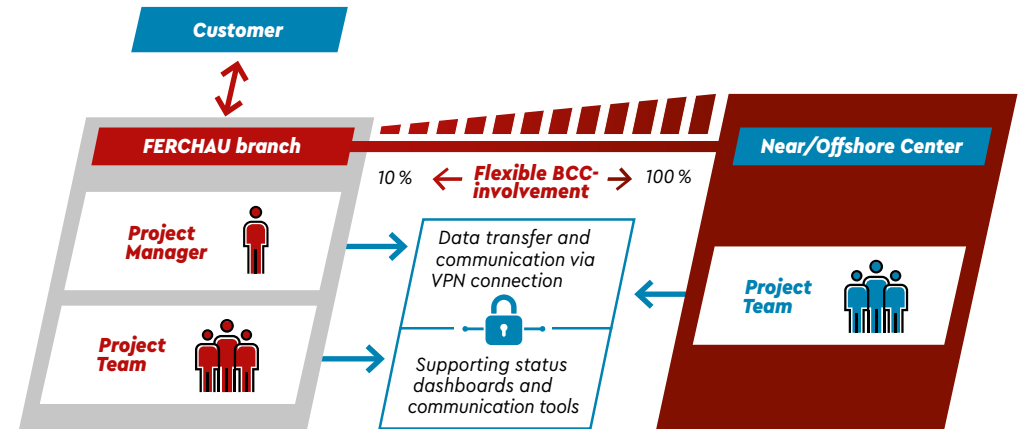 Customer
FERCHAU branch
Near/Offshore Center
10 %
Flexible BCC-
involvement
100 %
Project
Manager
Data transfer and
communication via
VPN connection
Project
Team
Project
Team
Supporting status
dashboards and
communication tools